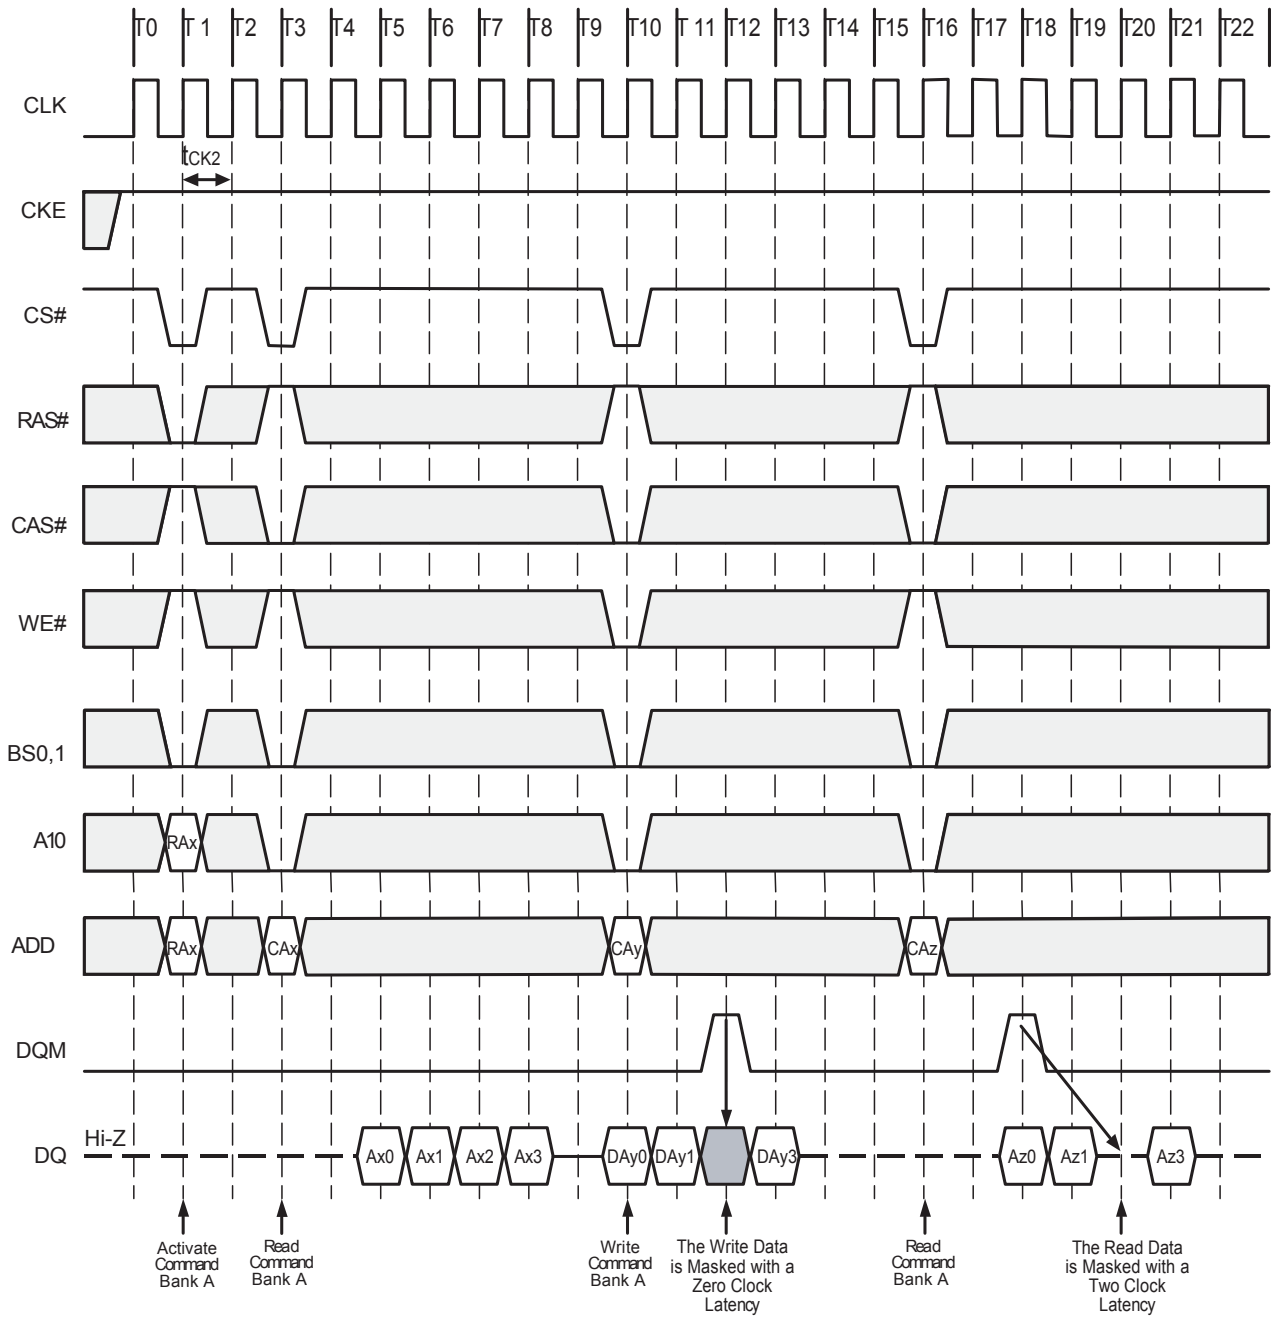 T0 T 1 T2 T3 T4 T5 T6 T7 T8 T9 T10 T 11 T12 T13 T14 T15 T16 T17 T18 T19 T20 T21 T22
CLK
tCK2
CKE
CS#
RAS#
CAS#
WE#
BS0,1
A10
RAx
ADD
RAx CAx CAy CAz
DQM
Hi-Z
DQ
Ax0 Ax1 Ax2 Ax3 DAy0 DAy1 DAy3 Az0 Az1 Az3
Activate
Command
Bank A
Read
Command
Bank A
Write
Command
Bank A
The Write Data
is Masked with a
Zero Clock
Latency
Read
Command
Bank A
The Read Data
is Masked with a
Two Clock
Latency